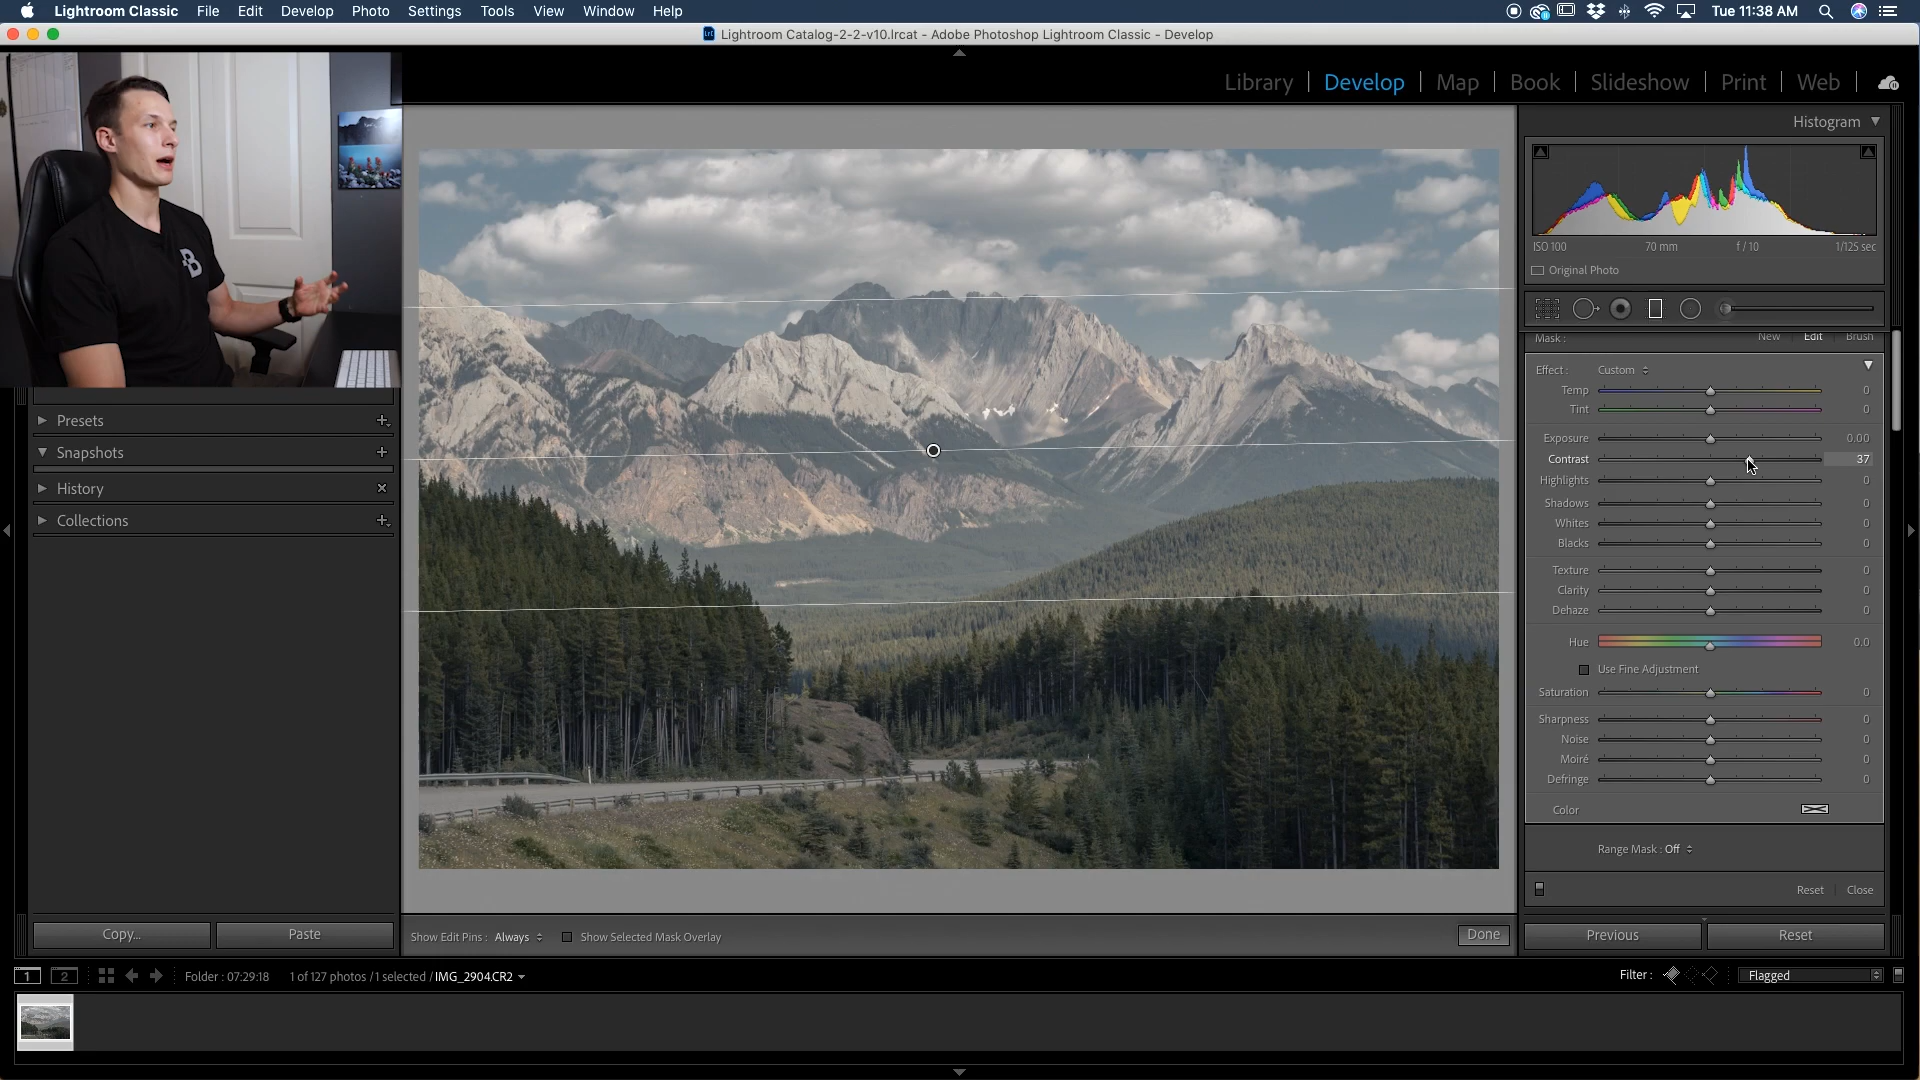 Lightroom Classic File Edit Develop Photo Settings Tools View Window Help Tue 11:38 AM
LrC Lightroom Catalog-2-2-v10.lrcat - Adobe Photoshop Lightroom Classic - Develop
Library | Develop | Map | Book | Slideshow | Print | Web |
Histogram
ISO 100 70 mm f / 10 1/125 sec
Original Photo
Mask : New Edit Brush
Effect : Custom
Temp 0
Tint 0
Exposure 0.00
Contrast 37
Highlights 0
Shadows 0
Whites 0
Blacks 0
Texture 0
Clarity 0
Dehaze 0
Hue 0.0
Use Fine Adjustment
Saturation 0
Sharpness 0
Noise 0
Moiré 0
Defringe 0
Color
Range Mask : Off
Reset Close
Previous Reset
B
Presets
Snapshots
History
Collections
Copy... Paste
Show Edit Pins : Always Show Selected Mask Overlay Done
1 2 Folder : 07:29:18 1 of 127 photos / 1 selected / IMG_2904.CR2 Filter : Flagged